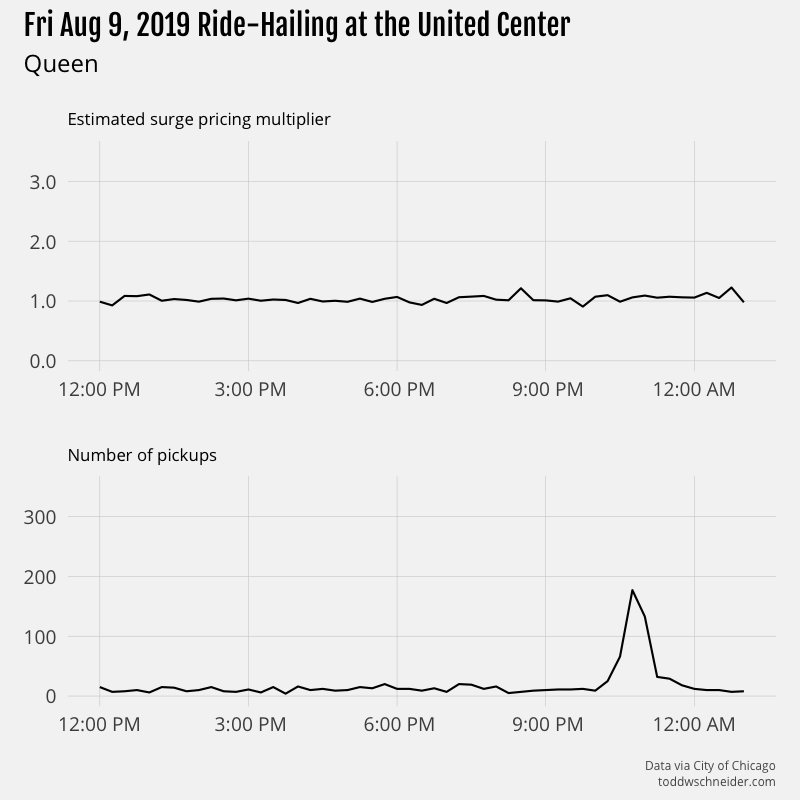 Fri Aug 9, 2019 Ride-Hailing at the United Center
Queen
Estimated surge pricing multiplier
3.0
2.0
1.0
0.0
12:00 PM 3:00 PM 6:00 PM 9:00 PM 12:00 AM
Number of pickups
300
200
100
0
12:00 PM 3:00 PM 6:00 PM 9:00 PM 12:00 AM
Data via City of Chicago
toddwschneider.com